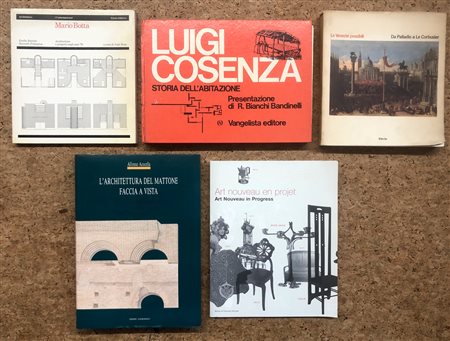 Mario Botta
LUIGI
COSENZA
STORIA DELL'ABITAZIONE
Presentazione
di R. Bianchi Bandinelli
Vangelista editore
Le Venezie possibili
Da Palladio a Le Corbusier
Electa
Alfonso Acocella
L'ARCHITETTURA DEL MATTONE
FACCIA A VISTA
Art nouveau en projet
Art Nouveau in Progress